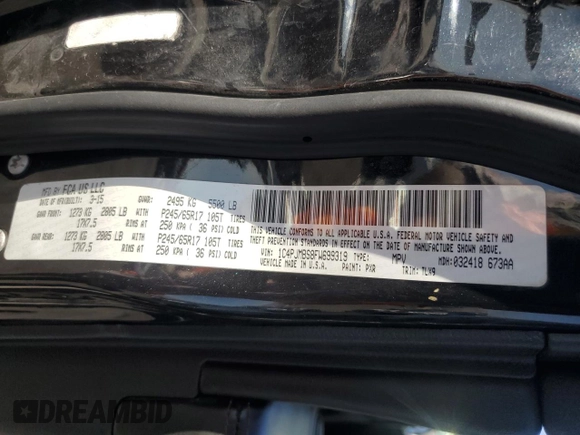 MFD BY: FCA US LLC
DATE OF MFR(BUILT): 3-15 GVWR: 2495 KG 5500 LB
GAWR FRONT: 1273 KG 2805 LB WITH P245/65R17 105T TIRES
17X7.5 RIMS AT 250 KPA ( 36 PSI) COLD
GAWR REAR: 1273 KG 2805 LB WITH P245/65R17 105T TIRES
17X7.5 RIMS AT 250 KPA ( 36 PSI) COLD
THIS VEHICLE CONFORMS TO ALL APPLICABLE U.S.A. FEDERAL MOTOR VEHICLE SAFETY AND
THEFT PREVENTION STANDARDS IN EFFECT ON THE DATE OF MANUFACTURE SHOWN ABOVE.
VIN: 1C4PJMBS8FW699319 TYPE: MPV MDH: 032418 673AA
VEHICLE MADE IN U.S.A. PAINT: PXR TRIM: TLX9
DREAMBID